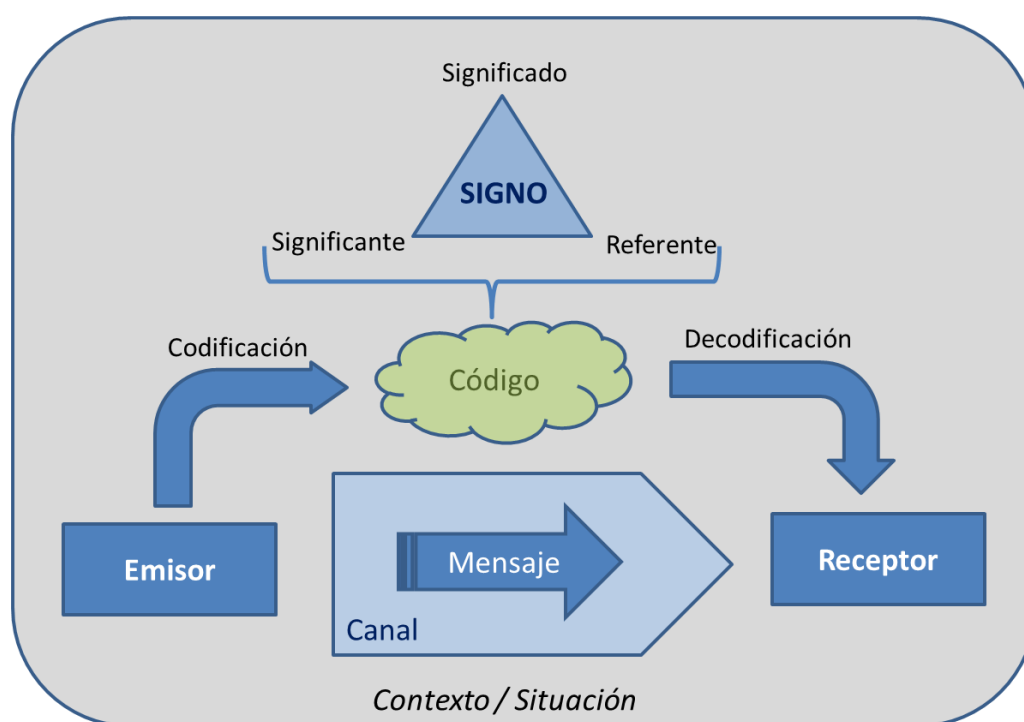 Significado
SIGNO
Significante
Referente
Codificación
Decodificación
Código
Emisor
Mensaje
Receptor
Canal
Contexto / Situación